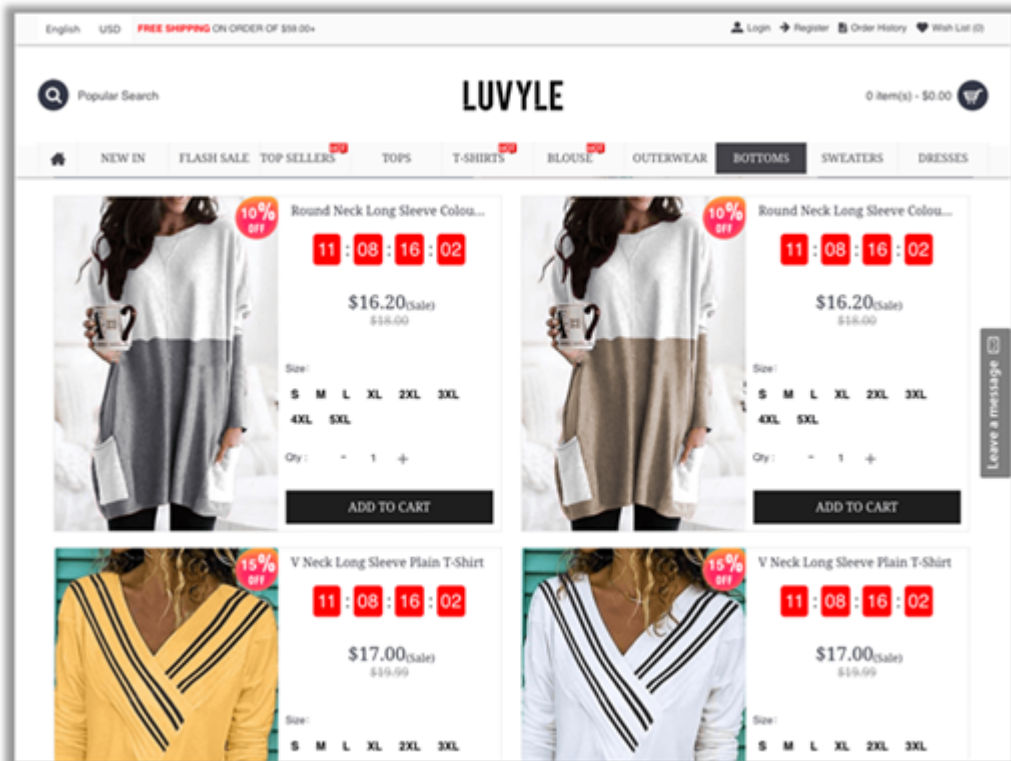 English USD FREE SHIPPING ON ORDER OF $59.00+ Login Register Order History Wish List (0)
Popular Search LUVYLE 0 item(s) - $0.00
NEW IN FLASH SALE TOP SELLERS HOT TOPS T-SHIRTS HOT BLOUSE HOT OUTERWEAR BOTTOMS SWEATERS DRESSES
10% OFF
Round Neck Long Sleeve Colou...
11 : 08 : 16 : 02
$16.20(Sale)
$18.00
Size:
S M L XL 2XL 3XL
4XL 5XL
Qty : - 1 +
ADD TO CART
10% OFF
Round Neck Long Sleeve Colou...
11 : 08 : 16 : 02
$16.20(Sale)
$18.00
Size:
S M L XL 2XL 3XL
4XL 5XL
Qty : - 1 +
ADD TO CART
Leave a message
15% OFF
V Neck Long Sleeve Plain T-Shirt
11 : 08 : 16 : 02
$17.00(Sale)
$19.99
Size:
S M L XL 2XL 3XL
15% OFF
V Neck Long Sleeve Plain T-Shirt
11 : 08 : 16 : 02
$17.00(Sale)
$19.99
Size:
S M L XL 2XL 3XL